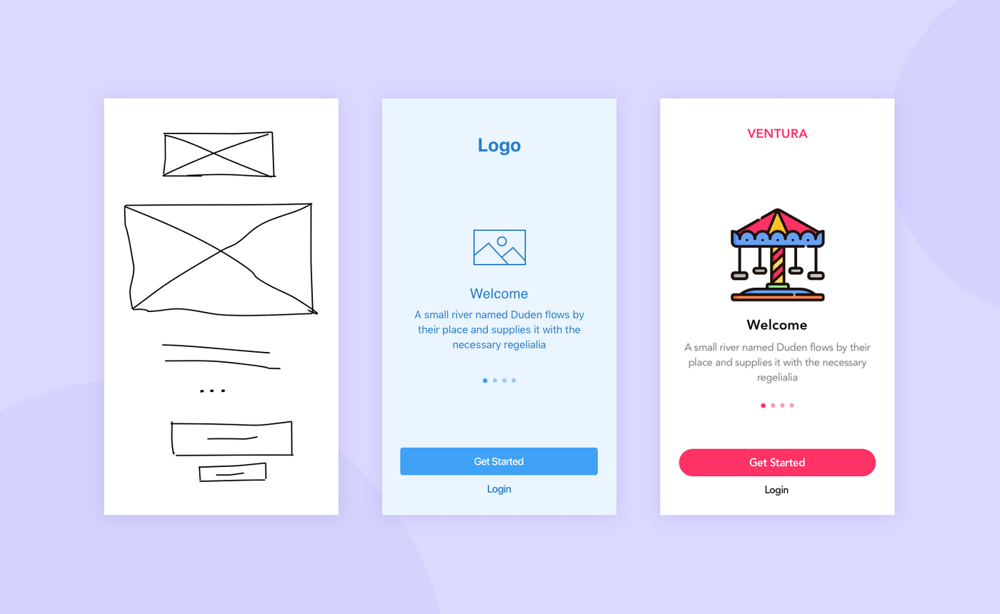 Logo
Welcome
A small river named Duden flows by
their place and supplies it with the
necessary regelialia
Get Started
Login
VENTURA
Welcome
A small river named Duden flows by their
place and supplies it with the necessary
regelialia
Get Started
Login